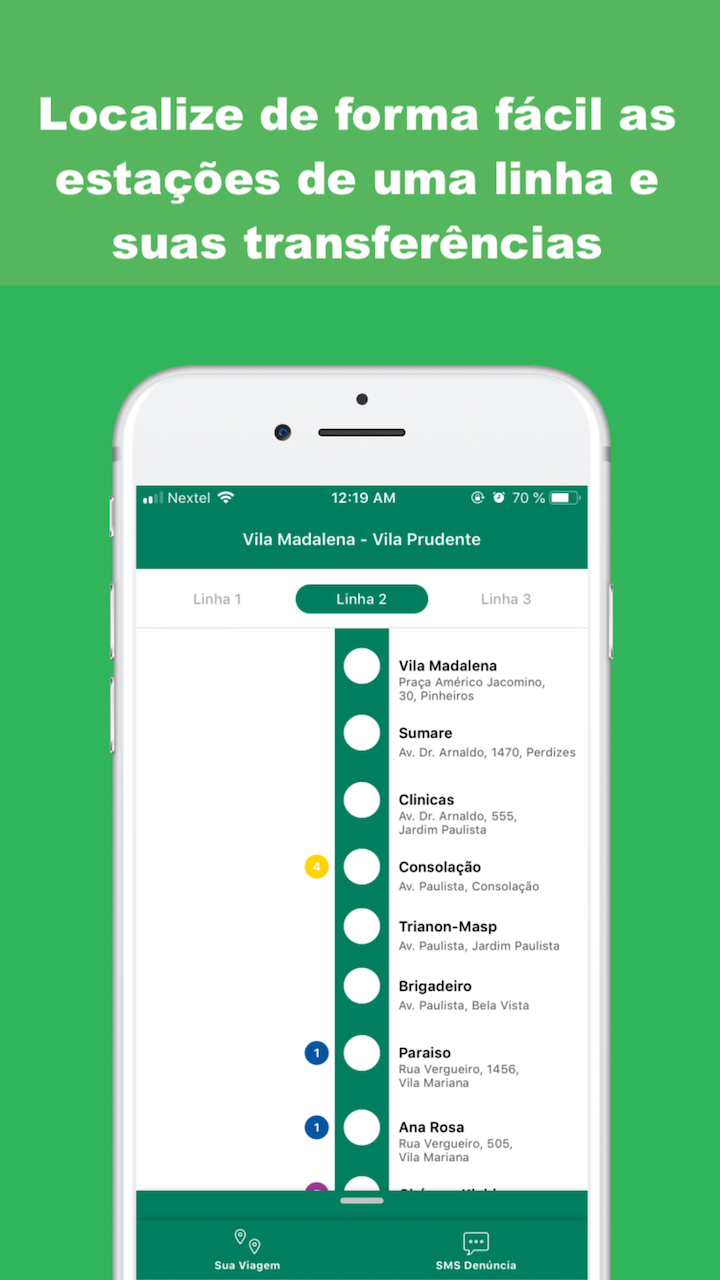 Localize de forma fácil as
estações de uma linha e
suas transferências
Nextel 12:19 AM 70 %
Vila Madalena - Vila Prudente
Linha 1 Linha 2 Linha 3
Vila Madalena
Praça Américo Jacomino,
30, Pinheiros
Sumare
Av. Dr. Arnaldo, 1470, Perdizes
Clinicas
Av. Dr. Arnaldo, 555,
Jardim Paulista
4 Consolação
Av. Paulista, Consolação
Trianon-Masp
Av. Paulista, Jardim Paulista
Brigadeiro
Av. Paulista, Bela Vista
1 Paraiso
Rua Vergueiro, 1456,
Vila Mariana
1 Ana Rosa
Rua Vergueiro, 505,
Vila Mariana
Sua Viagem SMS Denúncia